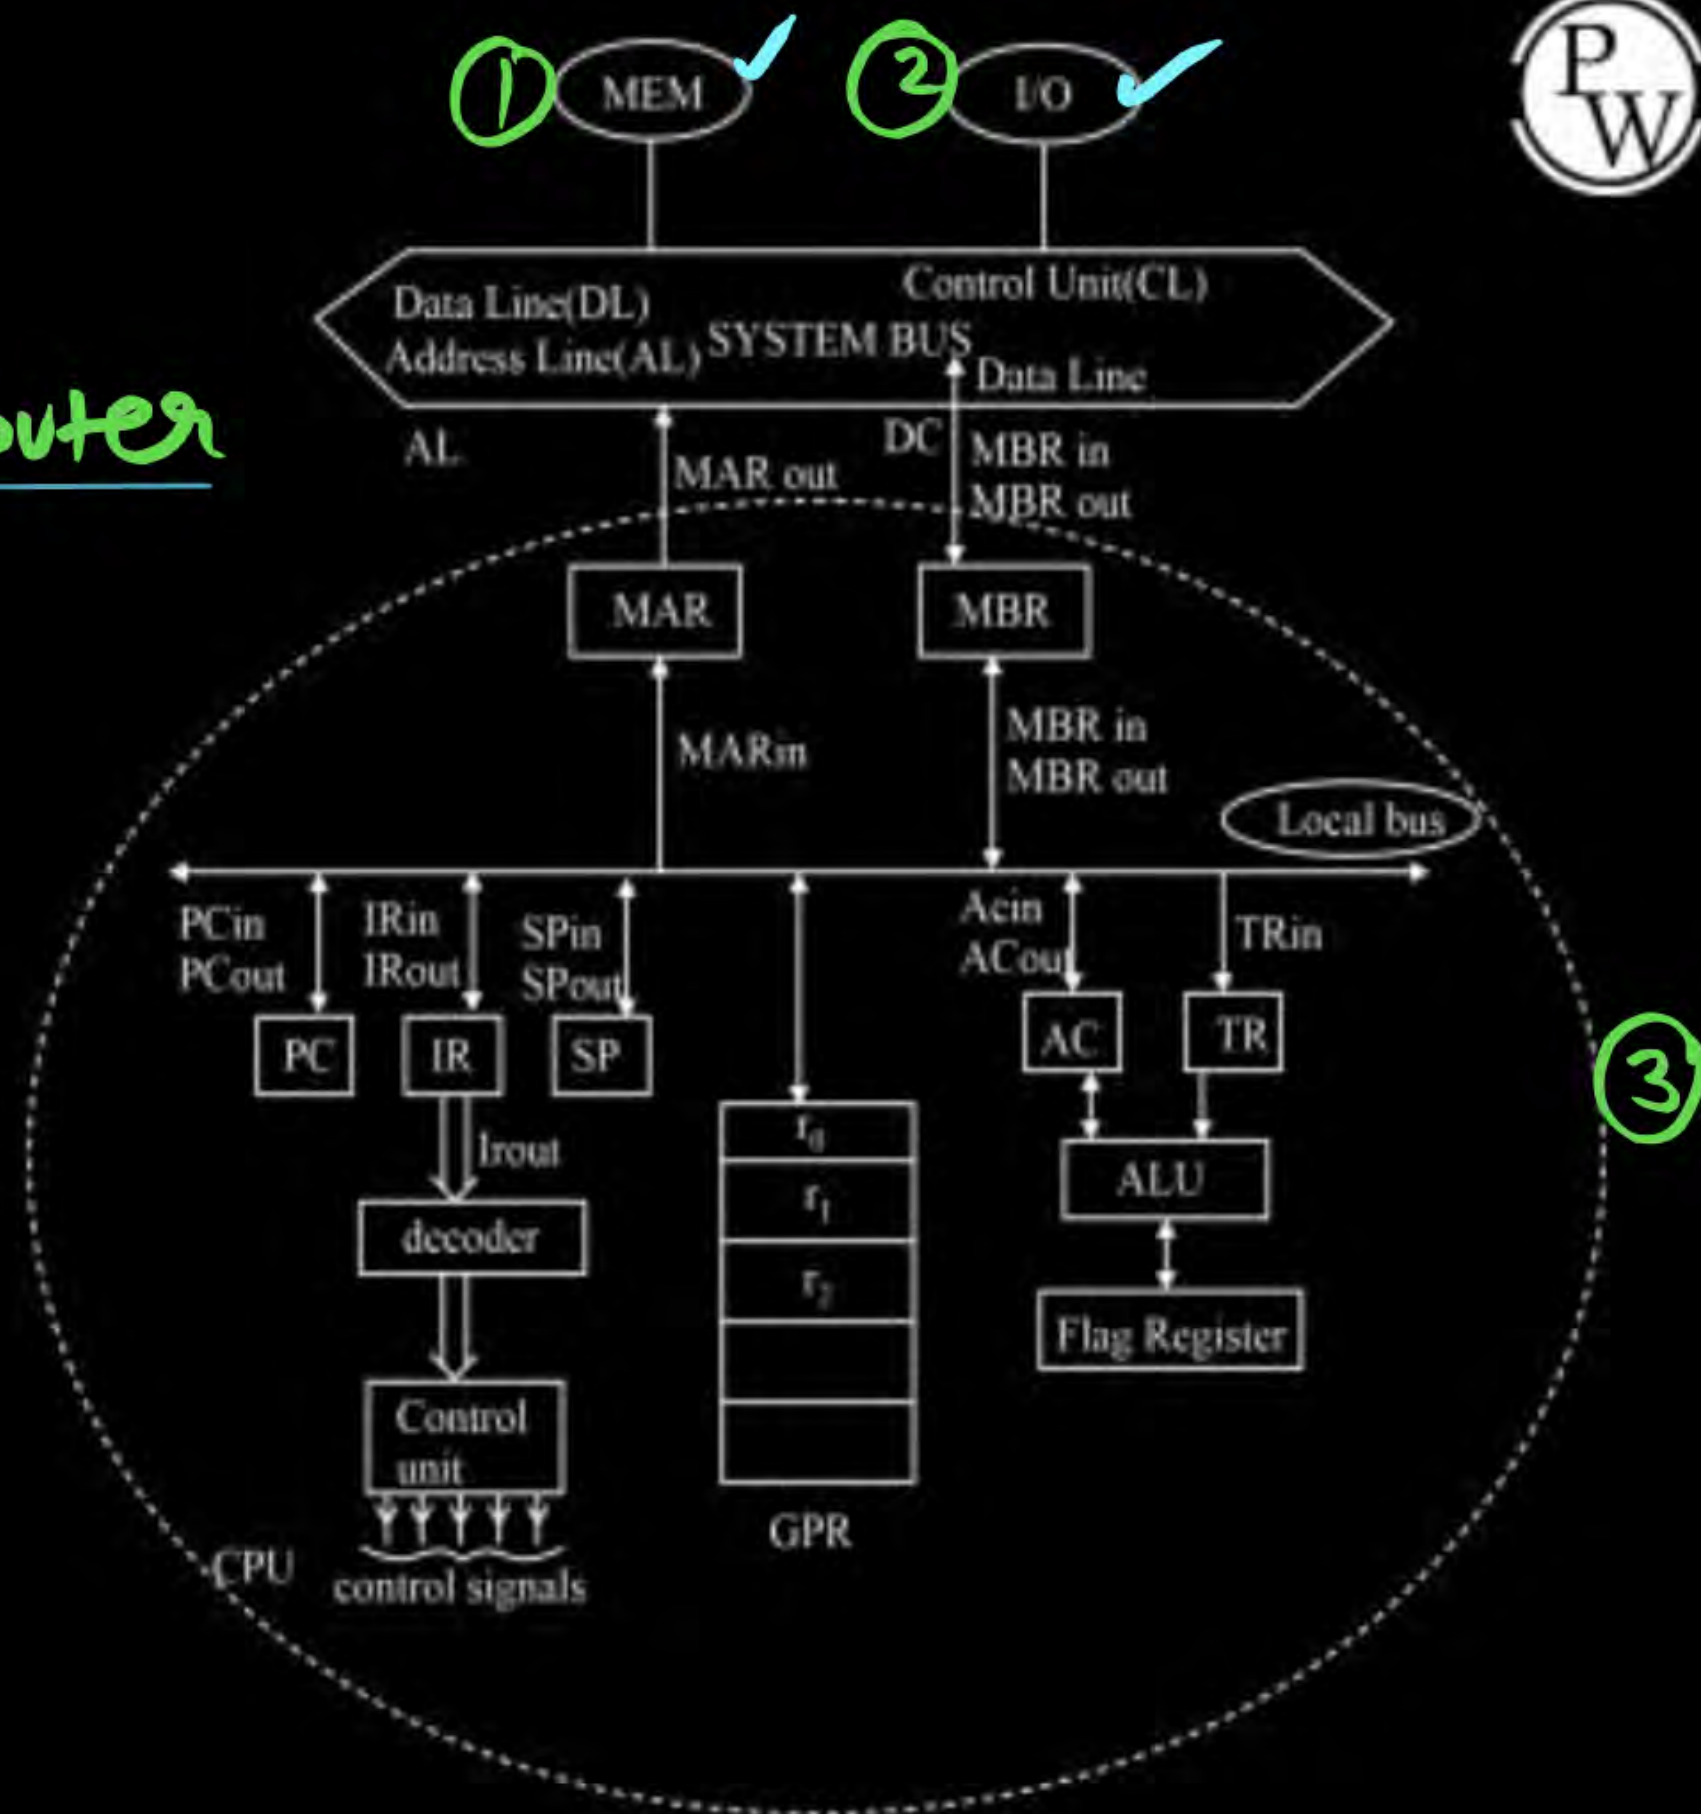 ① MEM
② I/O
P
W
Data Line(DL)
Control Unit(CL)
Address Line(AL)
SYSTEM BUS
Data Line
AL
MAR out
DC
MBR in
MBR out
MAR
MBR
MARin
MBR in
MBR out
Local bus
PCin
PCout
IRin
IRout
SPin
SPout
Acin
ACout
TRin
PC
IR
SP
AC
TR
③
r0
Irout
r1
ALU
decoder
r2
Flag Register
Control
unit
GPR
CPU
control signals